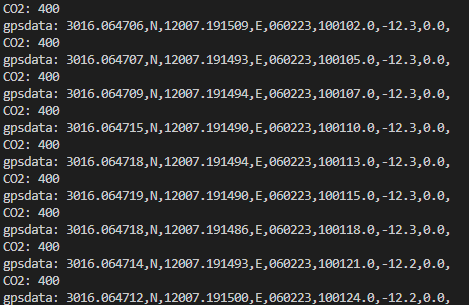 CO2: 400
gpsdata: 3016.064706,N,12007.191509,E,060223,100102.0,-12.3,0.0,
CO2: 400
gpsdata: 3016.064707,N,12007.191493,E,060223,100105.0,-12.3,0.0,
CO2: 400
gpsdata: 3016.064709,N,12007.191494,E,060223,100107.0,-12.3,0.0,
CO2: 400
gpsdata: 3016.064715,N,12007.191490,E,060223,100110.0,-12.3,0.0,
CO2: 400
gpsdata: 3016.064718,N,12007.191494,E,060223,100113.0,-12.3,0.0,
CO2: 400
gpsdata: 3016.064719,N,12007.191490,E,060223,100115.0,-12.3,0.0,
CO2: 400
gpsdata: 3016.064718,N,12007.191486,E,060223,100118.0,-12.3,0.0,
CO2: 400
gpsdata: 3016.064714,N,12007.191493,E,060223,100121.0,-12.2,0.0,
CO2: 400
gpsdata: 3016.064712,N,12007.191500,E,060223,100124.0,-12.2,0.0,